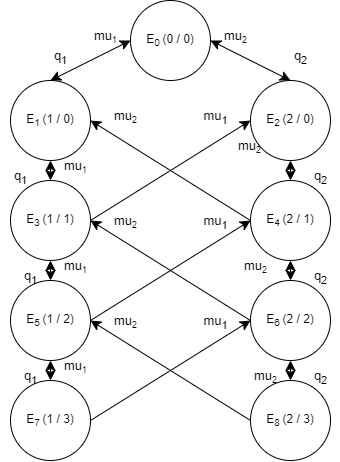 mu₁ E₀ (0 / 0) mu₂
q₁ q₂
E₁ (1 / 0) mu₂ mu₁ E₂ (2 / 0)
mu₂
q₁ mu₁ q₂
E₃ (1 / 1) mu₂ mu₁ E₄ (2 / 1)
q₁ mu₁ mu₂ q₂
E₅ (1 / 2) mu₂ mu₁ E₆ (2 / 2)
q₁ mu₁ mu₂ q₂
E₇ (1 / 3) E₈ (2 / 3)